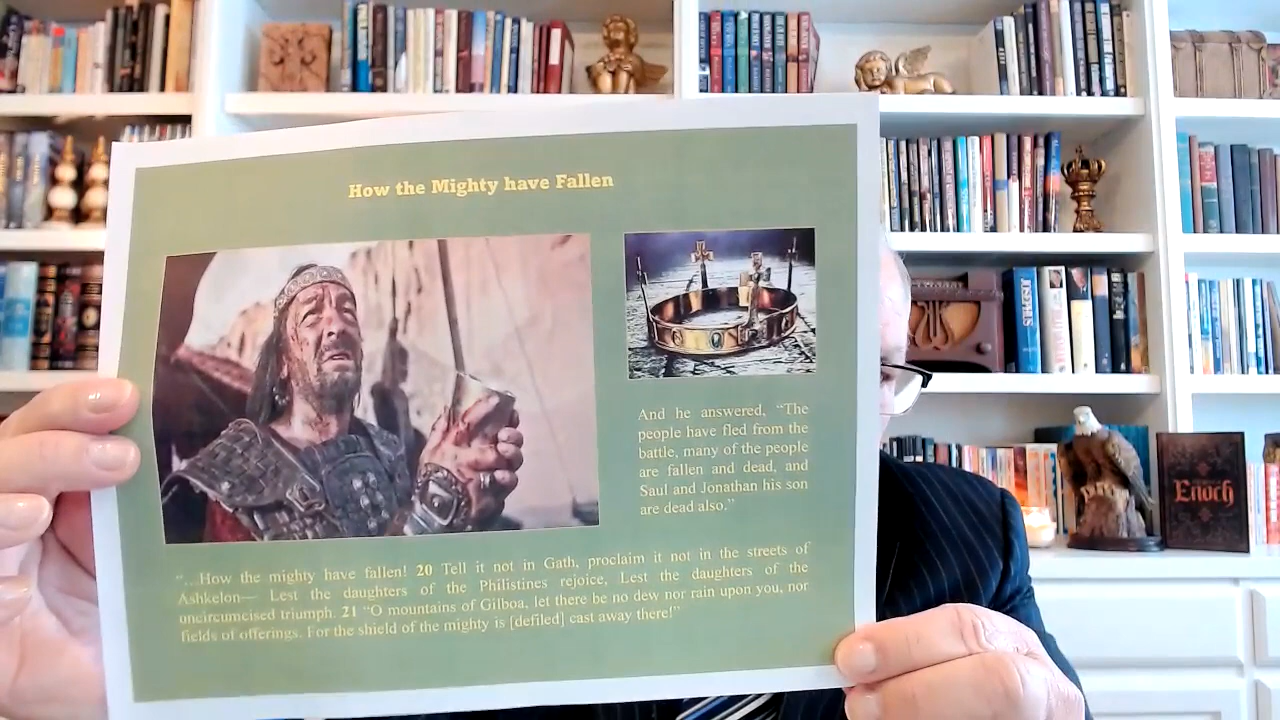 How the Mighty have Fallen
And he answered, “The
people have fled from the
battle, many of the people
are fallen and dead, and
Saul and Jonathan his son
are dead also.”
“...How the mighty have fallen! 20 Tell it not in Gath, proclaim it not in the streets of
Ashkelon— Lest the daughters of the Philistines rejoice, Lest the daughters of the
uncircumcised triumph. 21 “O mountains of Gilboa, let there be no dew nor rain upon you, nor
fields of offerings. For the shield of the mighty is [defiled] cast away there!”
Enoch